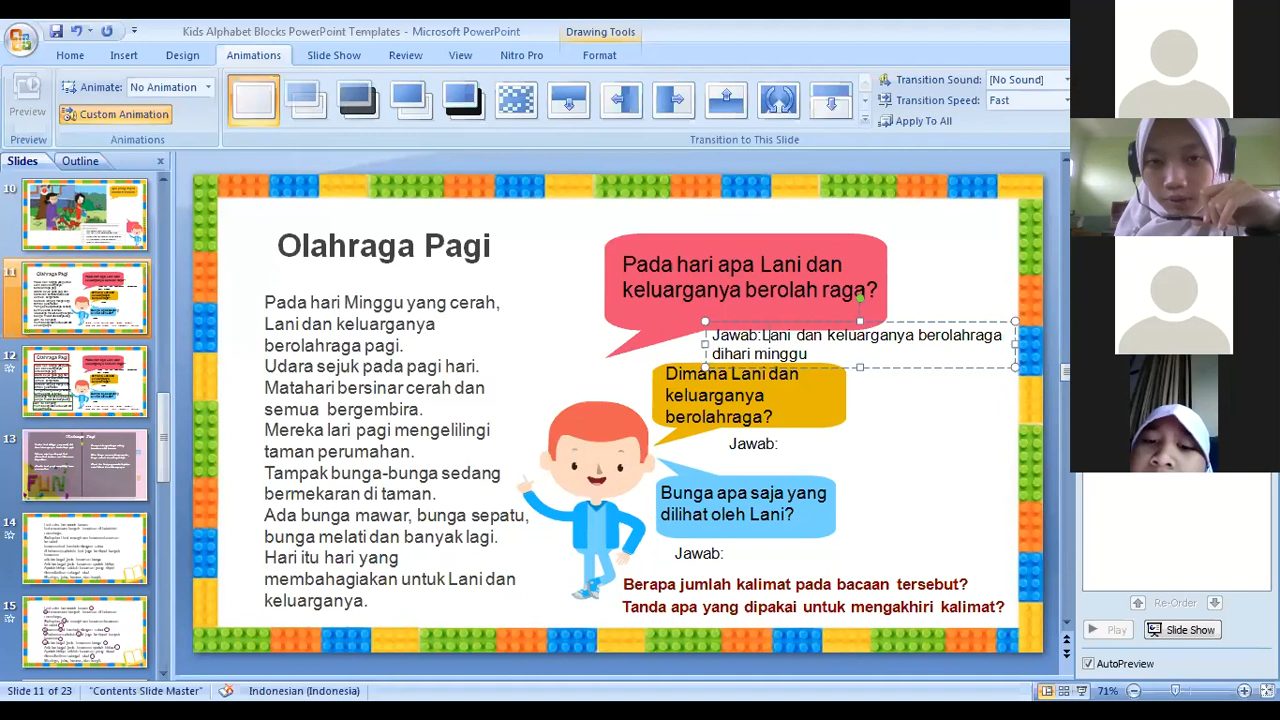 Kids Alphabet Blocks PowerPoint Templates - Microsoft PowerPoint
Drawing Tools
Home Insert Design Animations Slide Show Review View Nitro Pro Format
Preview
Animate: No Animation
Custom Animation
Transition Sound: [No Sound]
Transition Speed: Fast
Apply To All
Preview Animations Transition to This Slide
Slides Outline
10
11
12
13
14
15
Olahraga Pagi
Pada hari Minggu yang cerah,
Lani dan keluarganya
berolahraga pagi.
Udara sejuk pada pagi hari.
Matahari bersinar cerah dan
semua bergembira.
Mereka lari pagi mengelilingi
taman perumahan.
Tampak bunga-bunga sedang
bermekaran di taman.
Ada bunga mawar, bunga sepatu,
bunga melati dan banyak lagi.
Hari itu hari yang
membahagiakan untuk Lani dan
keluarganya.
Pada hari apa Lani dan
keluarganya berolah raga?
Jawab:Lani dan keluarganya berolahraga
dihari minggu
Dimana Lani dan
keluarganya
berolahraga?
Jawab:
Bunga apa saja yang
dilihat oleh Lani?
Jawab:
Berapa jumlah kalimat pada bacaan tersebut?
Tanda apa yang dipakai untuk mengakhiri kalimat?
Re-Order
Play Slide Show
AutoPreview
Slide 11 of 23 "Contents Slide Master" Indonesian (Indonesia) 71%